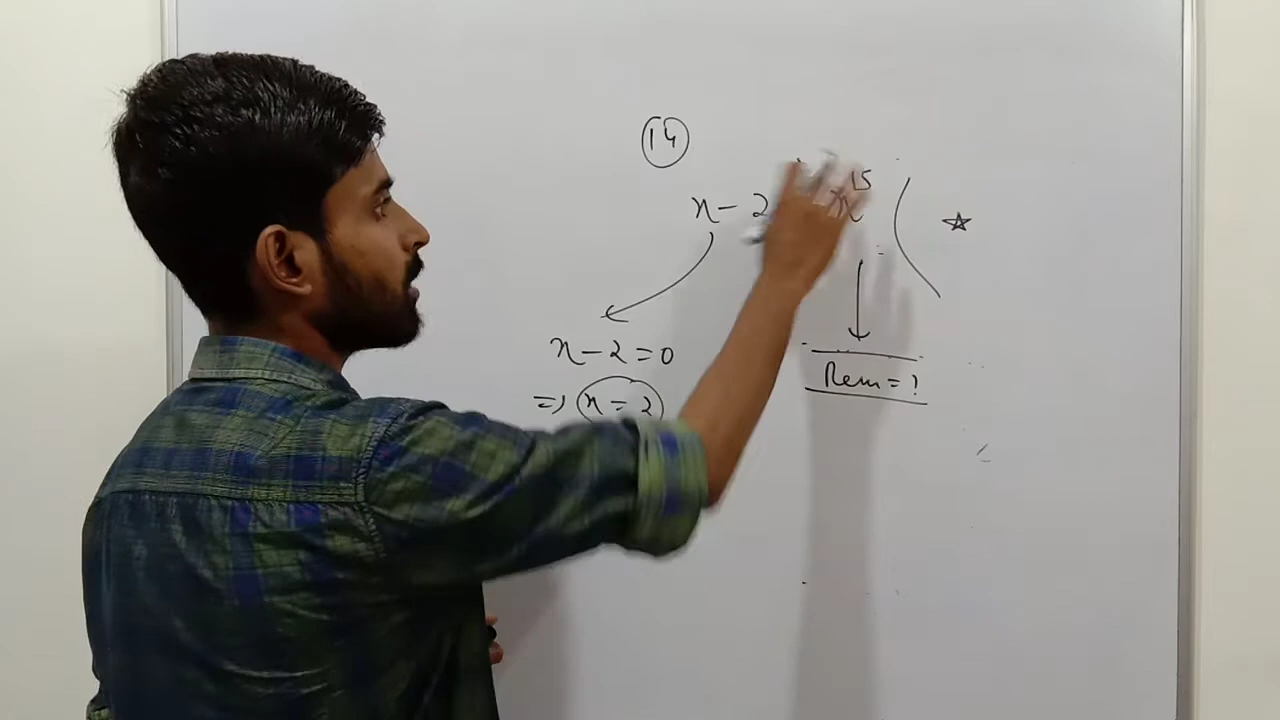 14
x-2 x^15 ( ☆
x-2=0
Rem = ?
=> x=2